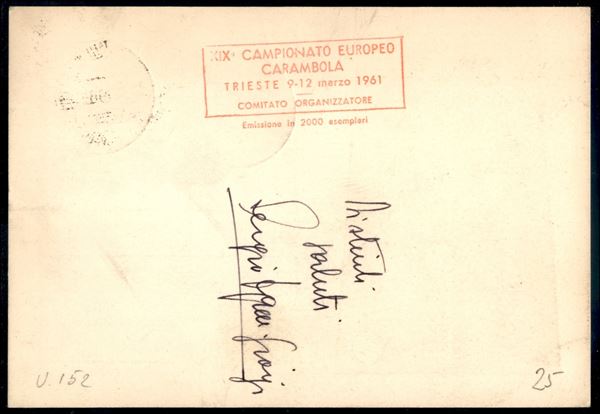 XIX° CAMPIONATO EUROPEO
CARAMBOLA
TRIESTE 9-12 marzo 1961
COMITATO ORGANIZZATORE
Emissione in 2000 esemplari
Distinti
saluti
Sergio
U. 152
25